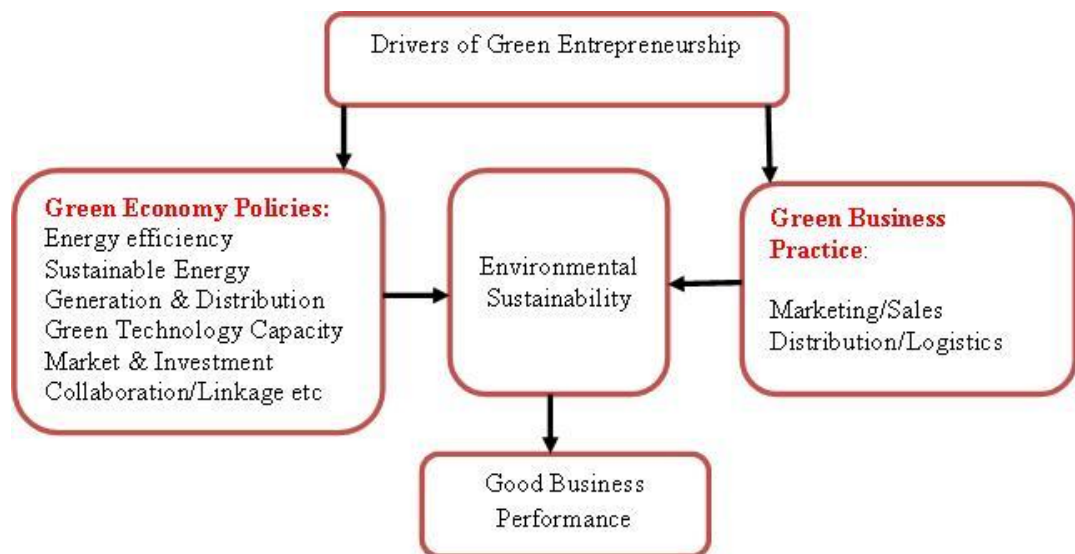 Drivers of Green Entrepreneurship
Green Economy Policies:
Energy efficiency
Sustainable Energy
Generation & Distribution
Green Technology Capacity
Market & Investment
Collaboration/Linkage etc
Environmental
Sustainability
Green Business
Practice:
Marketing/Sales
Distribution/Logistics
Good Business
Performance